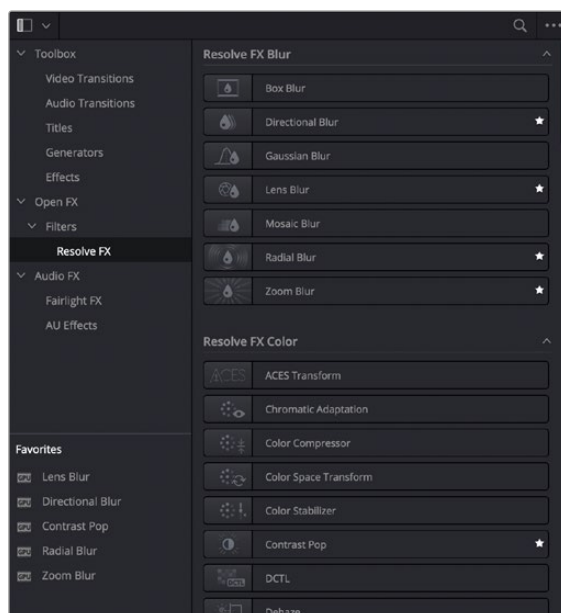 Toolbox
Video Transitions
Audio Transitions
Titles
Generators
Effects
Open FX
Filters
Resolve FX
Audio FX
Fairlight FX
AU Effects
Favorites
Lens Blur
Directional Blur
Contrast Pop
Radial Blur
Zoom Blur
Resolve FX Blur
Box Blur
Directional Blur
Gaussian Blur
Lens Blur
Mosaic Blur
Radial Blur
Zoom Blur
Resolve FX Color
ACES
ACES Transform
Chromatic Adaptation
Color Compressor
Color Space Transform
Color Stabilizer
Contrast Pop
DCTL
DCTL
Dehaze